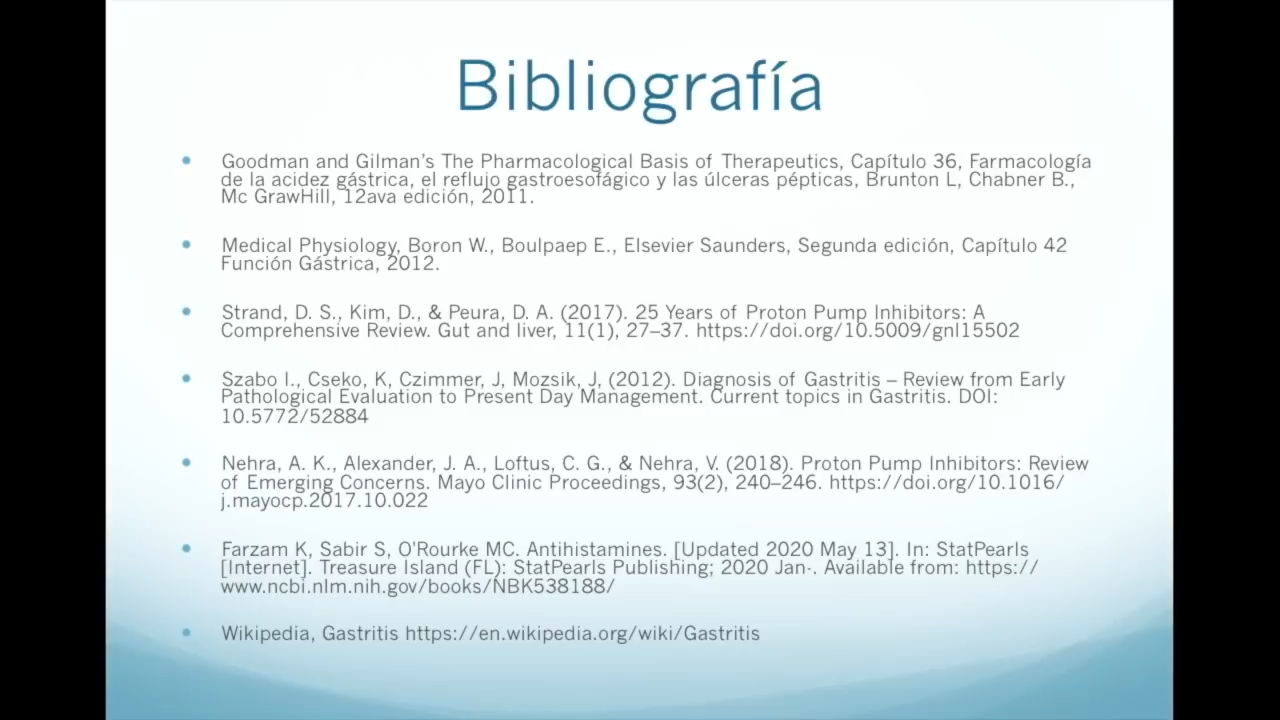 Bibliografía
• Goodman and Gilman's The Pharmacological Basis of Therapeutics, Capítulo 36, Farmacología
de la acidez gástrica, el reflujo gastroesofágico y las úlceras pépticas, Brunton L, Chabner B.,
Mc GrawHill, 12ava edición, 2011.
• Medical Physiology, Boron W., Boulpaep E., Elsevier Saunders, Segunda edición, Capítulo 42
Función Gástrica, 2012.
• Strand, D. S., Kim, D., & Peura, D. A. (2017). 25 Years of Proton Pump Inhibitors: A
Comprehensive Review. Gut and liver, 11(1), 27–37. https://doi.org/10.5009/gnl15502
• Szabo I., Cseko, K, Czimmer, J, Mozsik, J, (2012). Diagnosis of Gastritis – Review from Early
Pathological Evaluation to Present Day Management. Current topics in Gastritis. DOI:
10.5772/52884
• Nehra, A. K., Alexander, J. A., Loftus, C. G., & Nehra, V. (2018). Proton Pump Inhibitors: Review
of Emerging Concerns. Mayo Clinic Proceedings, 93(2), 240–246. https://doi.org/10.1016/
j.mayocp.2017.10.022
• Farzam K, Sabir S, O'Rourke MC. Antihistamines. [Updated 2020 May 13]. In: StatPearls
[Internet]. Treasure Island (FL): StatPearls Publishing; 2020 Jan-. Available from: https://
www.ncbi.nlm.nih.gov/books/NBK538188/
• Wikipedia, Gastritis https://en.wikipedia.org/wiki/Gastritis